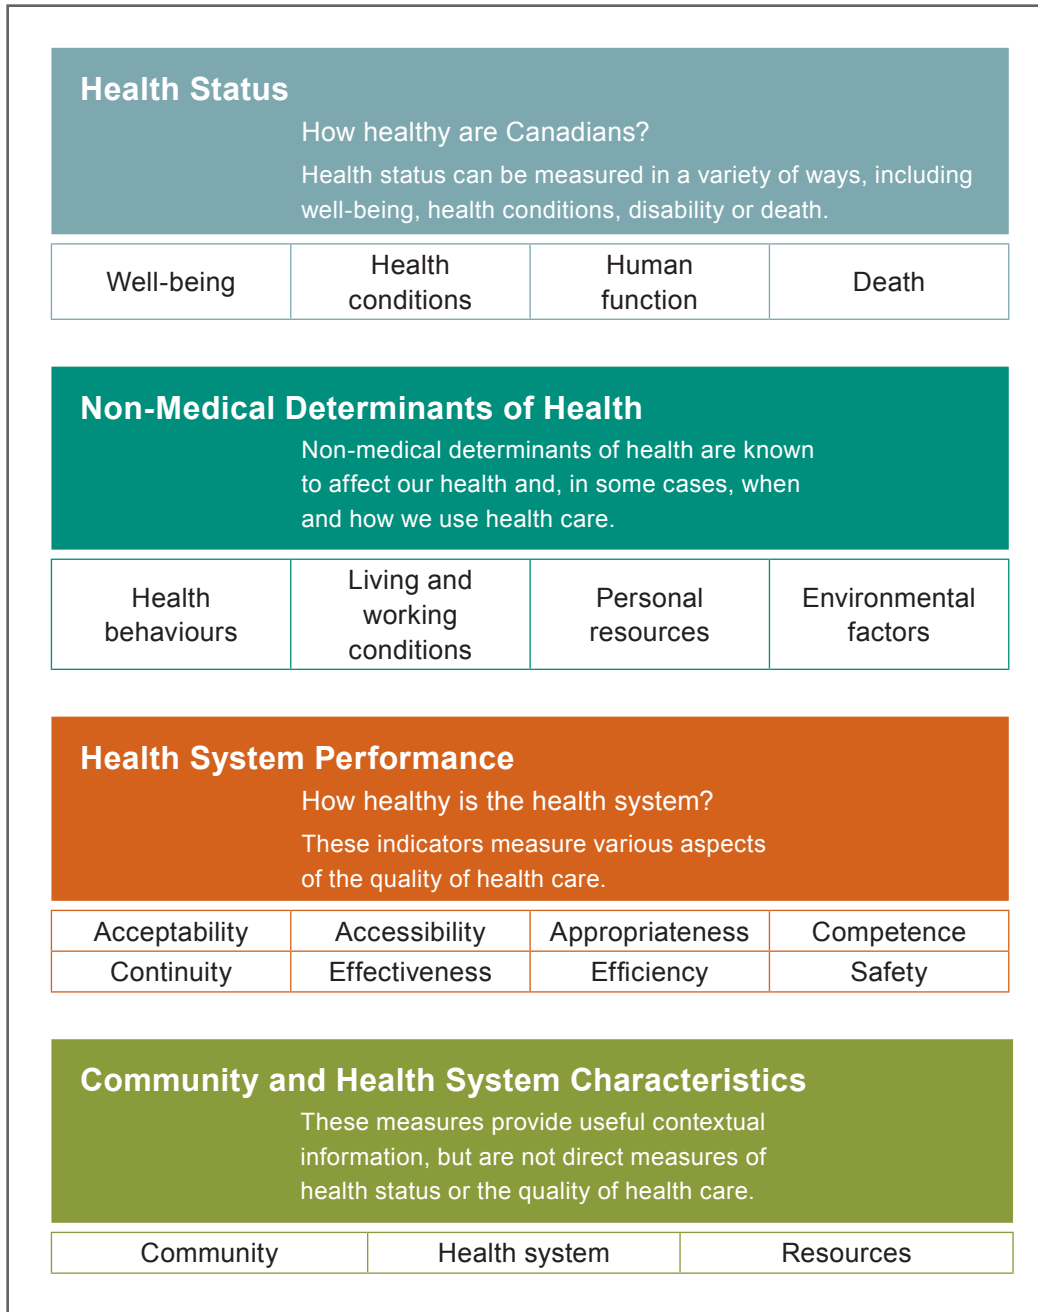 Health Status
How healthy are Canadians?
Health status can be measured in a variety of ways, including
well-being, health conditions, disability or death.
Well-being
Health
conditions
Human
function
Death
Non-Medical Determinants of Health
Non-medical determinants of health are known
to affect our health and, in some cases, when
and how we use health care.
Health
behaviours
Living and
working
conditions
Personal
resources
Environmental
factors
Health System Performance
How healthy is the health system?
These indicators measure various aspects
of the quality of health care.
Acceptability
Accessibility
Appropriateness
Competence
Continuity
Effectiveness
Efficiency
Safety
Community and Health System Characteristics
These measures provide useful contextual
information, but are not direct measures of
health status or the quality of health care.
Community
Health system
Resources